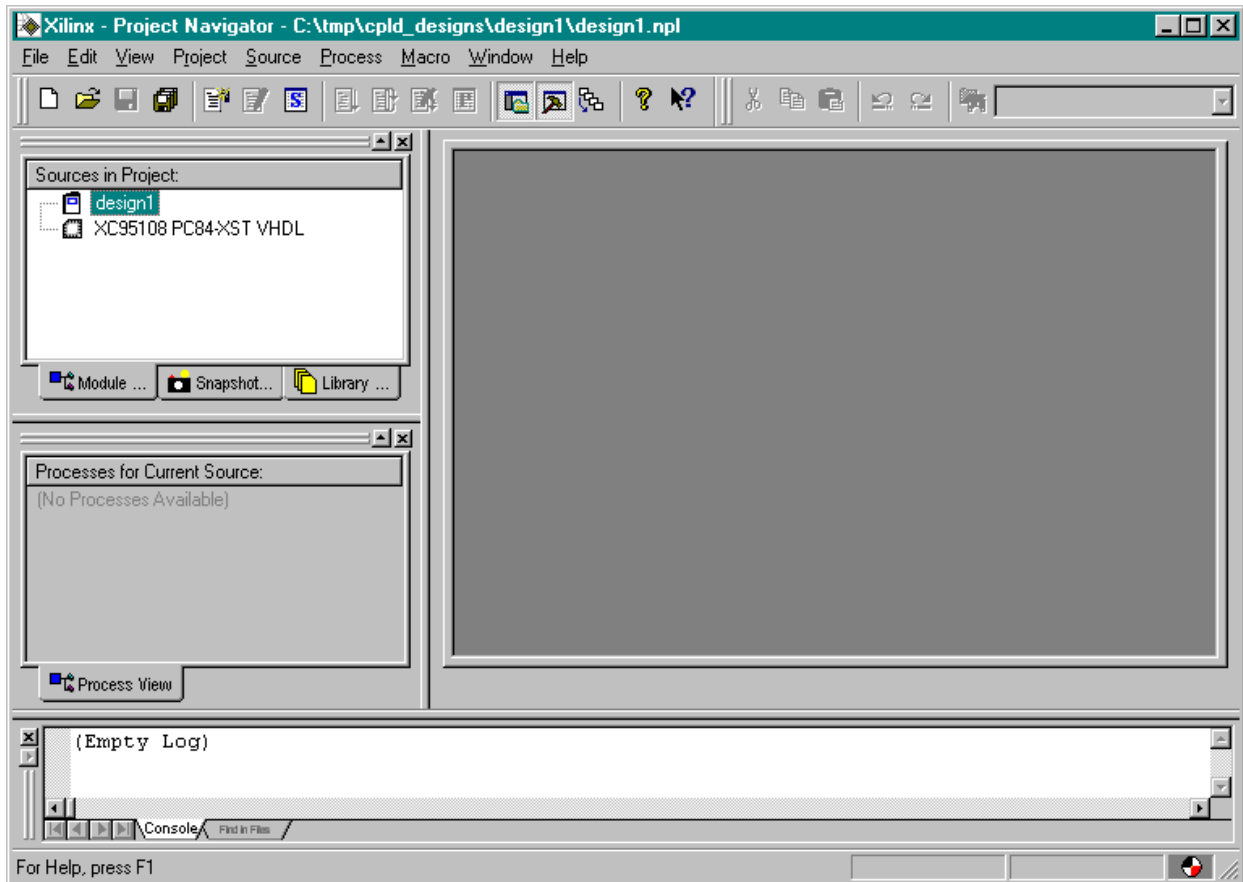 Xilinx - Project Navigator - C:\tmp\cpld_designs\design1\design1.npl
File Edit View Project Source Process Macro Window Help
Sources in Project:
design1
XC95108 PC84-XST VHDL
Module ... Snapshot... Library ...
Processes for Current Source:
(No Processes Available)
Process View
(Empty Log)
Console Find in Files
For Help, press F1